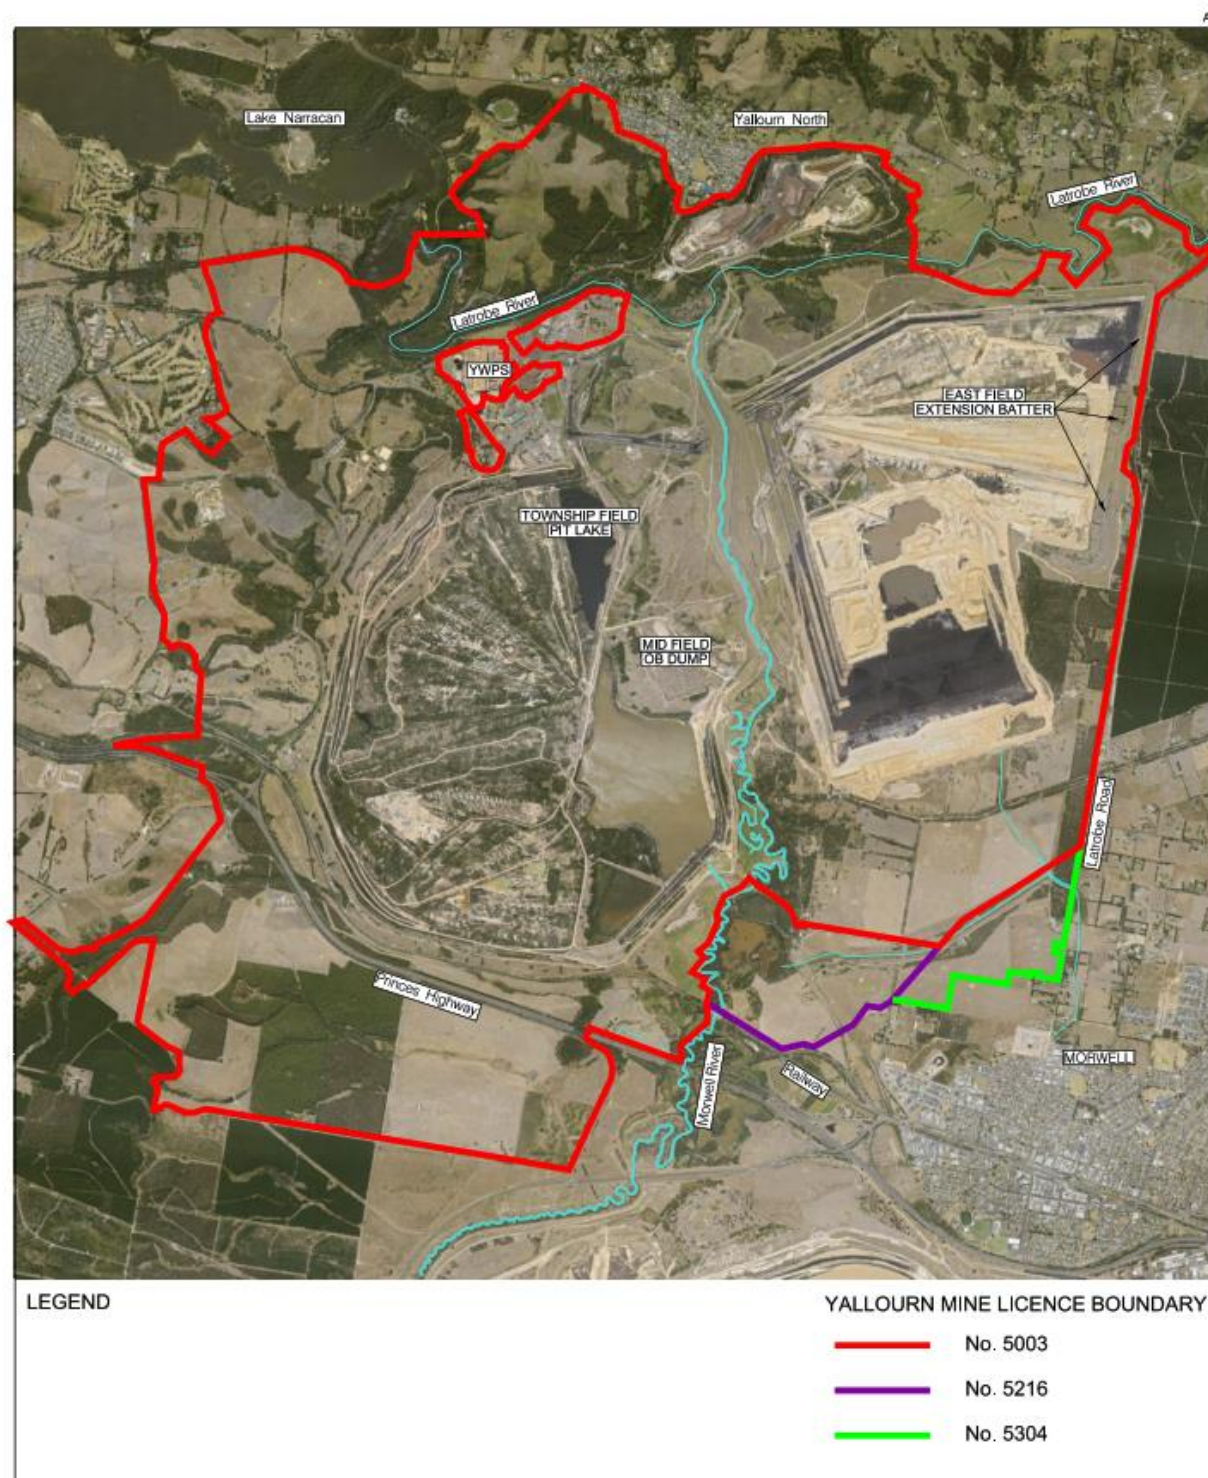 A
Lake Narracan
Yallourn North
Latrobe River
Latrobe River
YWPS
EAST FIELD
EXTENSION BATTER
TOWNSHIP FIELD
PIT LAKE
MID FIELD
OB DUMP
Latrobe Road
Princes Highway
Morwell River
Railway
MORWELL
LEGEND
YALLOURN MINE LICENCE BOUNDARY
No. 5003
No. 5216
No. 5304